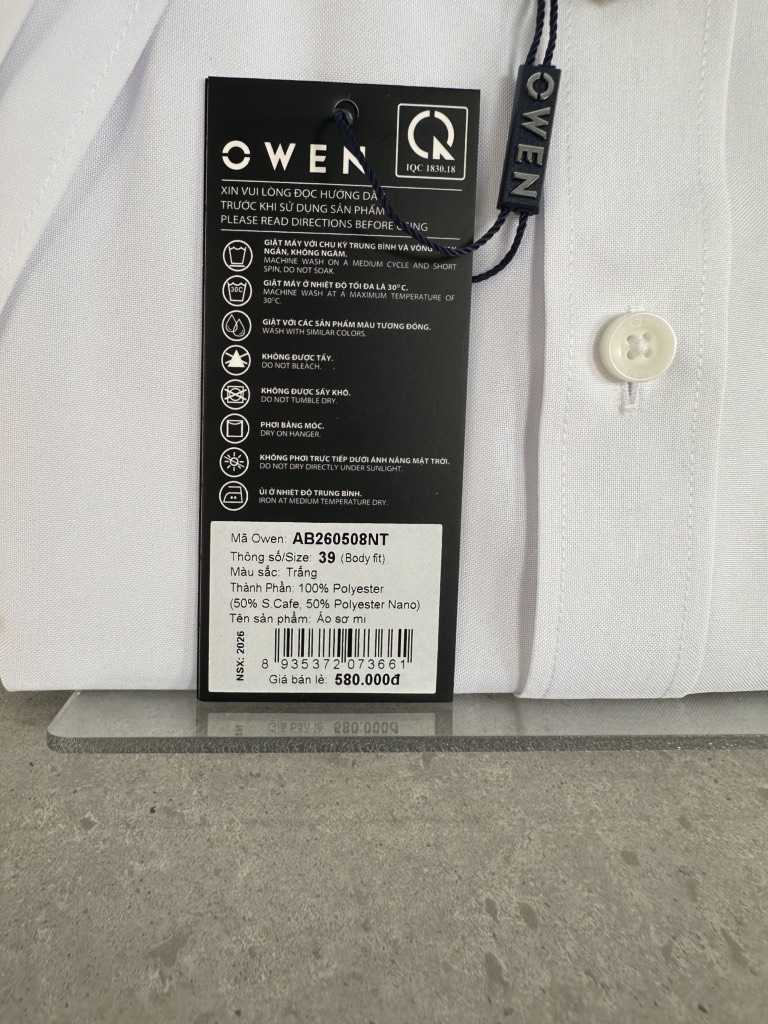 OWEN
OWEN
IQC 1830.18
XIN VUI LÒNG ĐỌC HƯỚNG DẪ
TRƯỚC KHI SỬ DỤNG SẢN PHẨM
PLEASE READ DIRECTIONS BEFORE USING
GIẶT MÁY VỚI CHU KỲ TRUNG BÌNH VÀ VÒNG
NGẮN, KHÔNG NGÂM.
MACHINE WASH ON A MEDIUM CYCLE AND SHORT
SPIN, DO NOT SOAK.
30C
GIẶT MÁY Ở NHIỆT ĐỘ TỐI ĐA LÀ 30°C.
MACHINE WASH AT A MAXIMUM TEMPERATURE OF
30°C.
GIẶT VỚI CÁC SẢN PHẨM MÀU TƯƠNG ĐỒNG.
WASH WITH SIMILAR COLORS.
KHÔNG ĐƯỢC TẨY.
DO NOT BLEACH.
KHÔNG ĐƯỢC SẤY KHÔ.
DO NOT TUMBLE DRY.
PHƠI BẰNG MÓC.
DRY ON HANGER.
KHÔNG PHƠI TRỰC TIẾP DƯỚI ÁNH NẮNG MẶT TRỜI.
DO NOT DRY DIRECTLY UNDER SUNLIGHT.
ỦI Ở NHIỆT ĐỘ TRUNG BÌNH.
IRON AT MEDIUM TEMPERATURE DRY.
Mã Owen: AB260508NT
Thông số/Size: 39 (Body fit)
Màu sắc: Trắng
Thành Phần: 100% Polyester
(50% S.Cafe, 50% Polyester Nano)
Tên sản phẩm: Áo sơ mi
NSX: 2026
8 935372 073661
Giá bán lẻ: 580.000đ